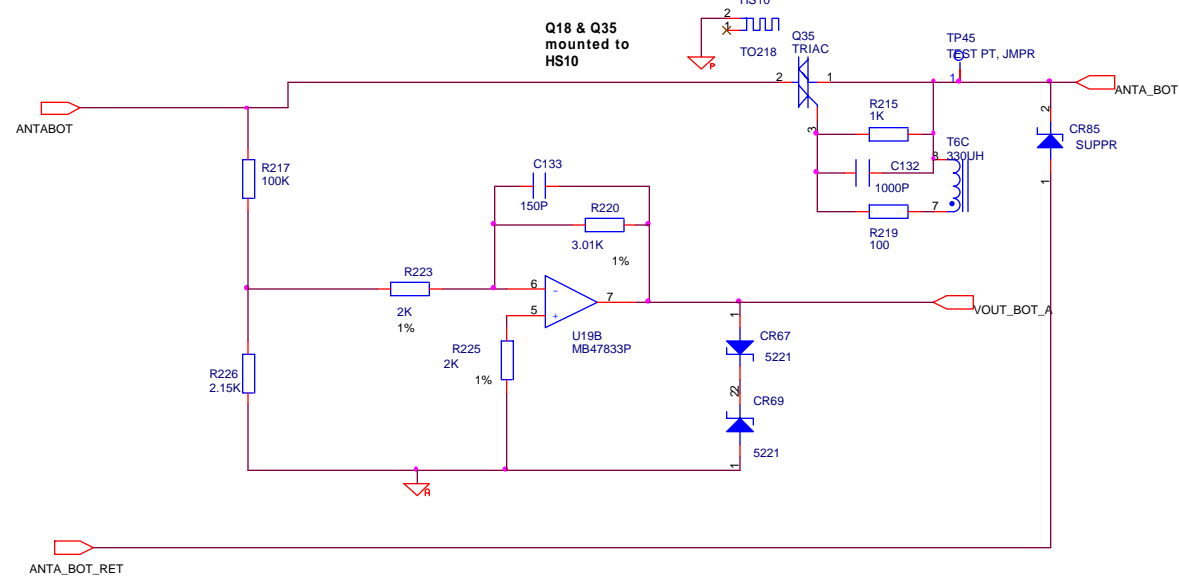 HS10
2
1
TO218
Q18 & Q35
mounted to
HS10
P
Q35
TRIAC
2
1
3
TP45
TEST PT, JMPR
1
ANTA_BOT
ANTABOT
R215
1K
C132
1000P
R219
100
T6C
330UH
8
7
2
CR85
SUPPR
1
R217
100K
C133
150P
R220
3.01K
1%
R223
2K
1%
6
5
7
U19B
MB47833P
R225
2K
1%
R226
2.15K
VOUT_BOT_A
1
CR67
5221
2
2
CR69
5221
1
A
ANTA_BOT_RET